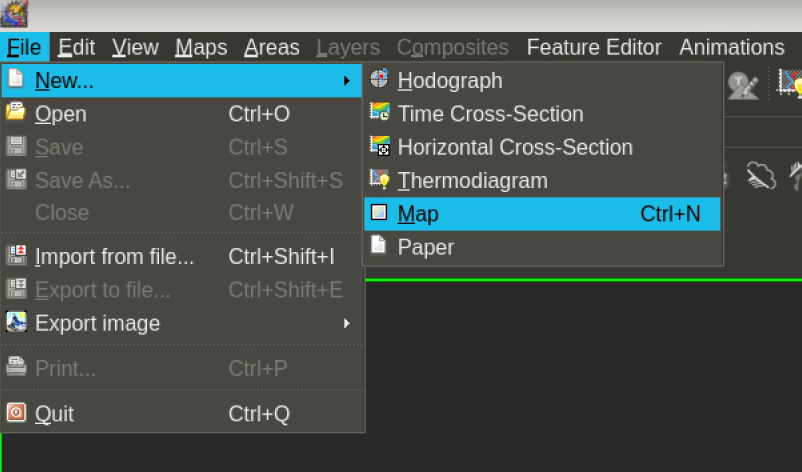 File Edit View Maps Areas Layers Composites Feature Editor Animations
New...
Open Ctrl+O
Save Ctrl+S
Save As... Ctrl+Shift+S
Close Ctrl+W
Import from file... Ctrl+Shift+I
Export to file... Ctrl+Shift+E
Export image
Print... Ctrl+P
Quit Ctrl+Q
Hodograph
Time Cross-Section
Horizontal Cross-Section
Thermodiagram
Map Ctrl+N
Paper